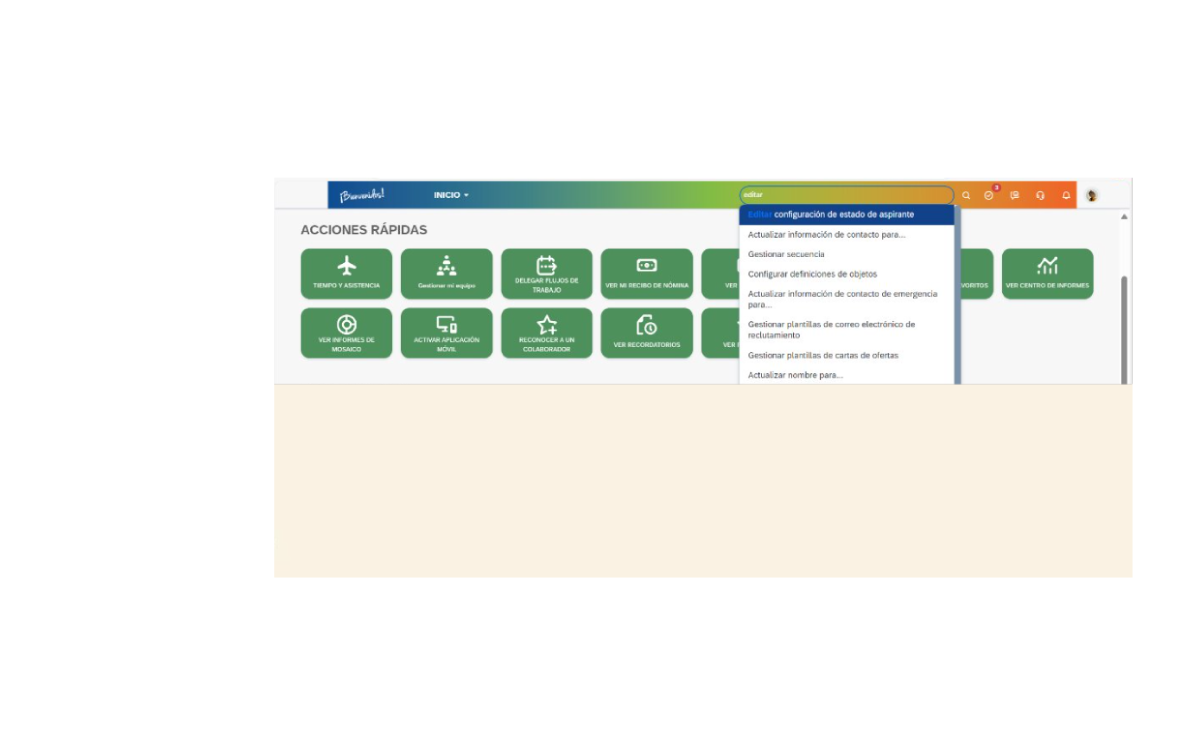 ¡Bienvenidos!
INICIO
editar
3
Editar configuración de estado de aspirante
Actualizar información de contacto para...
Gestionar secuencia
Configurar definiciones de objetos
Actualizar información de contacto de emergencia
para...
Gestionar plantillas de correo electrónico de
reclutamiento
Gestionar plantillas de cartas de ofertas
Actualizar nombre para...
ACCIONES RÁPIDAS
TIEMPO Y ASISTENCIA
Gestionar mi equipo
DELEGAR FLUJOS DE
TRABAJO
VER MI RECIBO DE NÓMINA
VER
VORITOS
VER CENTRO DE INFORMES
VER INFORMES DE
MOSAICO
ACTIVAR APLICACIÓN
MÓVIL
RECONOCER A UN
COLABORADOR
VER RECORDATORIOS
VER